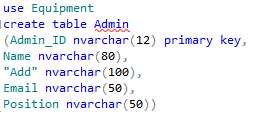 use Equipment
create table Admin
(Admin_ID nvarchar(12) primary key,
Name nvarchar(80),
"Add" nvarchar(100),
Email nvarchar(50),
Position nvarchar(50))